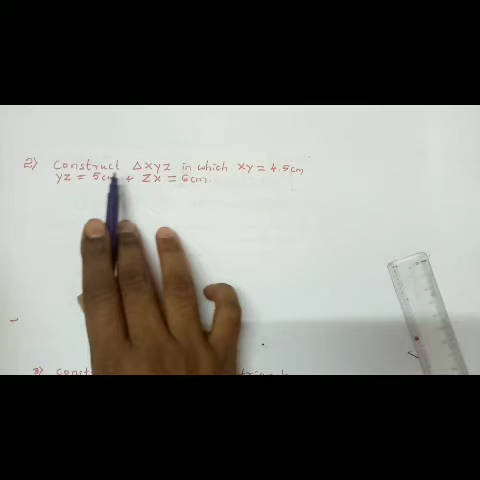 2) Construct ΔXYZ in which XY = 4.5cm
YZ = 5cm + ZX = 6cm.
3) const